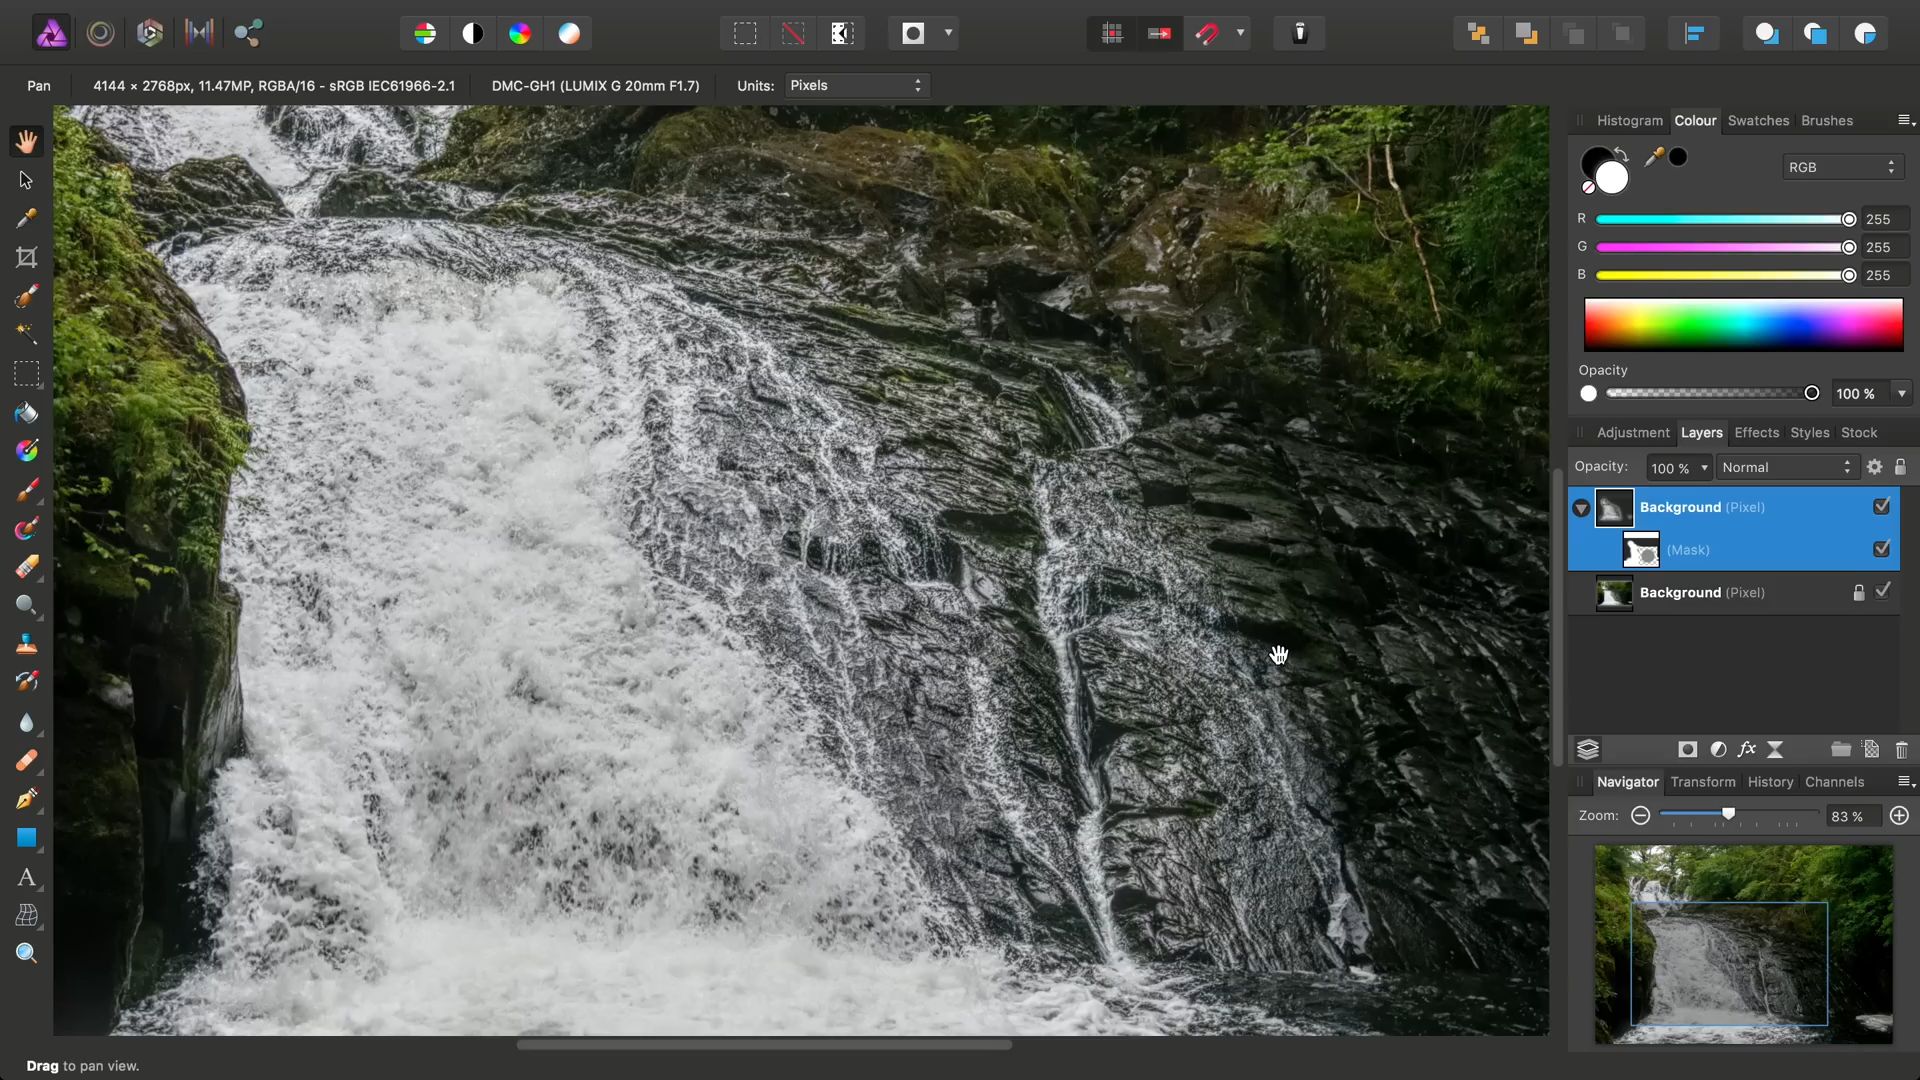 Pan
4144 × 2768px, 11.47MP, RGBA/16 - sRGB IEC61966-2.1
DMC-GH1 (LUMIX G 20mm F1.7)
Units:
Pixels
Histogram
Colour
Swatches
Brushes
RGB
R
255
G
255
B
255
Opacity
100 %
Adjustment
Layers
Effects
Styles
Stock
Opacity:
100 %
Normal
Background (Pixel)
(Mask)
Background (Pixel)
fx
Navigator
Transform
History
Channels
Zoom:
83 %
A
Drag to pan view.